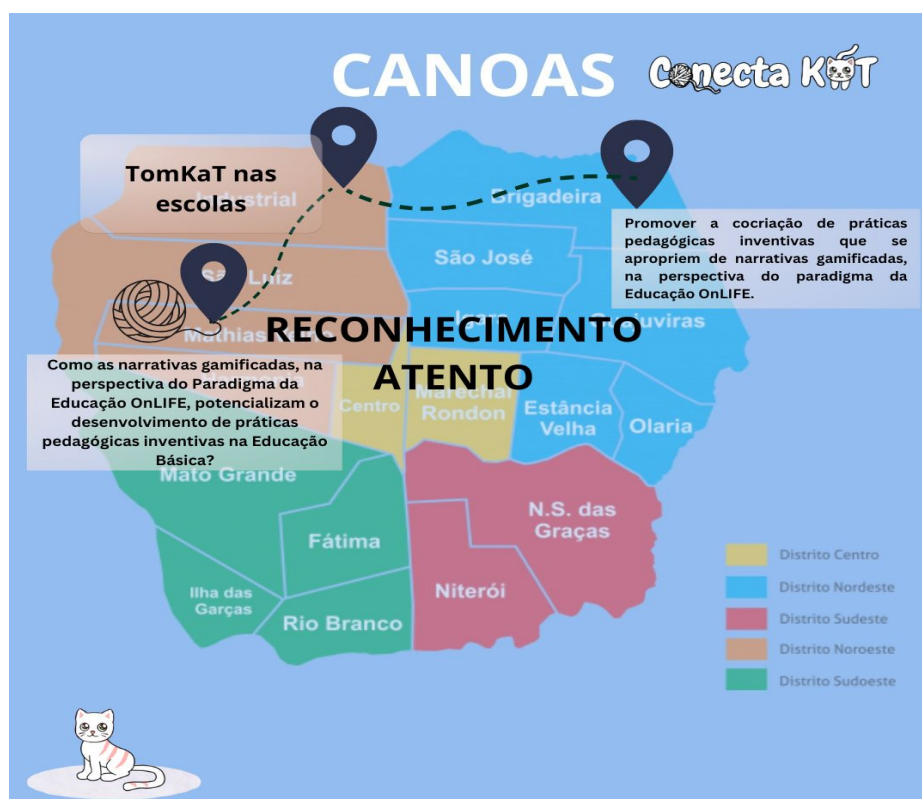 CANOAS
Conecta KAT
TomKaT nas
escolas
Industrial
Brigadeira
Promover a cocriação de práticas
pedagógicas inventivas que se
apropriem de narrativas gamificadas,
na perspectiva do paradigma da
Educação OnLIFE.
São José
São Luíz
Mathias
Guajuviras
RECONHECIMENTO
ATENTO
Como as narrativas gamificadas, na
perspectiva do Paradigma da
Educação OnLIFE, potencializam o
desenvolvimento de práticas
pedagógicas inventivas na Educação
Básica?
Centro
Marechal
Rondon
Estância
Velha
Olaria
Mato Grande
N.S. das
Graças
Fátima
Niterói
Ilha das
Garças
Rio Branco
Distrito Centro
Distrito Nordeste
Distrito Sudeste
Distrito Noroeste
Distrito Sudoeste